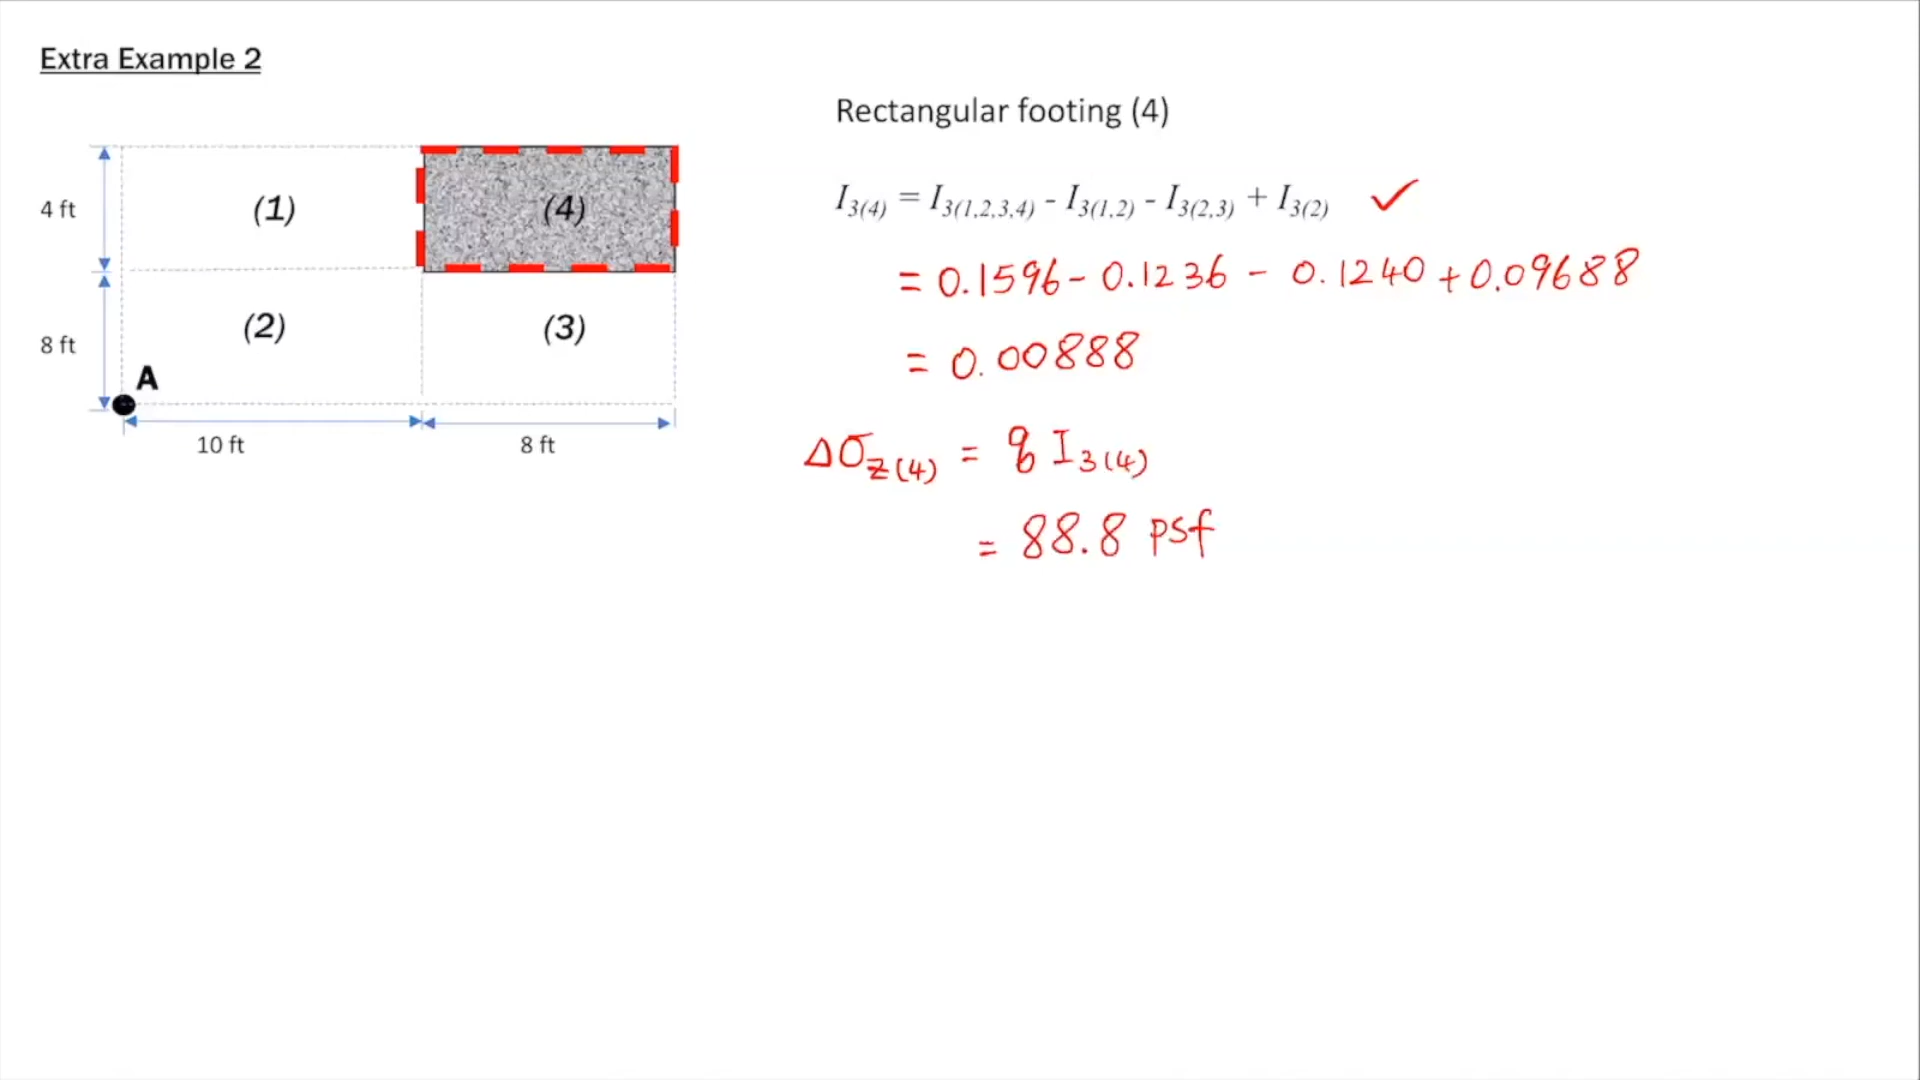 Extra Example 2
4 ft
8 ft
(1)
(4)
(2)
(3)
A
10 ft
8 ft
Rectangular footing (4)
I3(4) = I3(1,2,3,4) - I3(1,2) - I3(2,3) + I3(2) ✓
= 0.1596 - 0.1236 - 0.1240 + 0.09688
= 0.00888
Δσz(4) = q I3(4)
= 88.8 psf